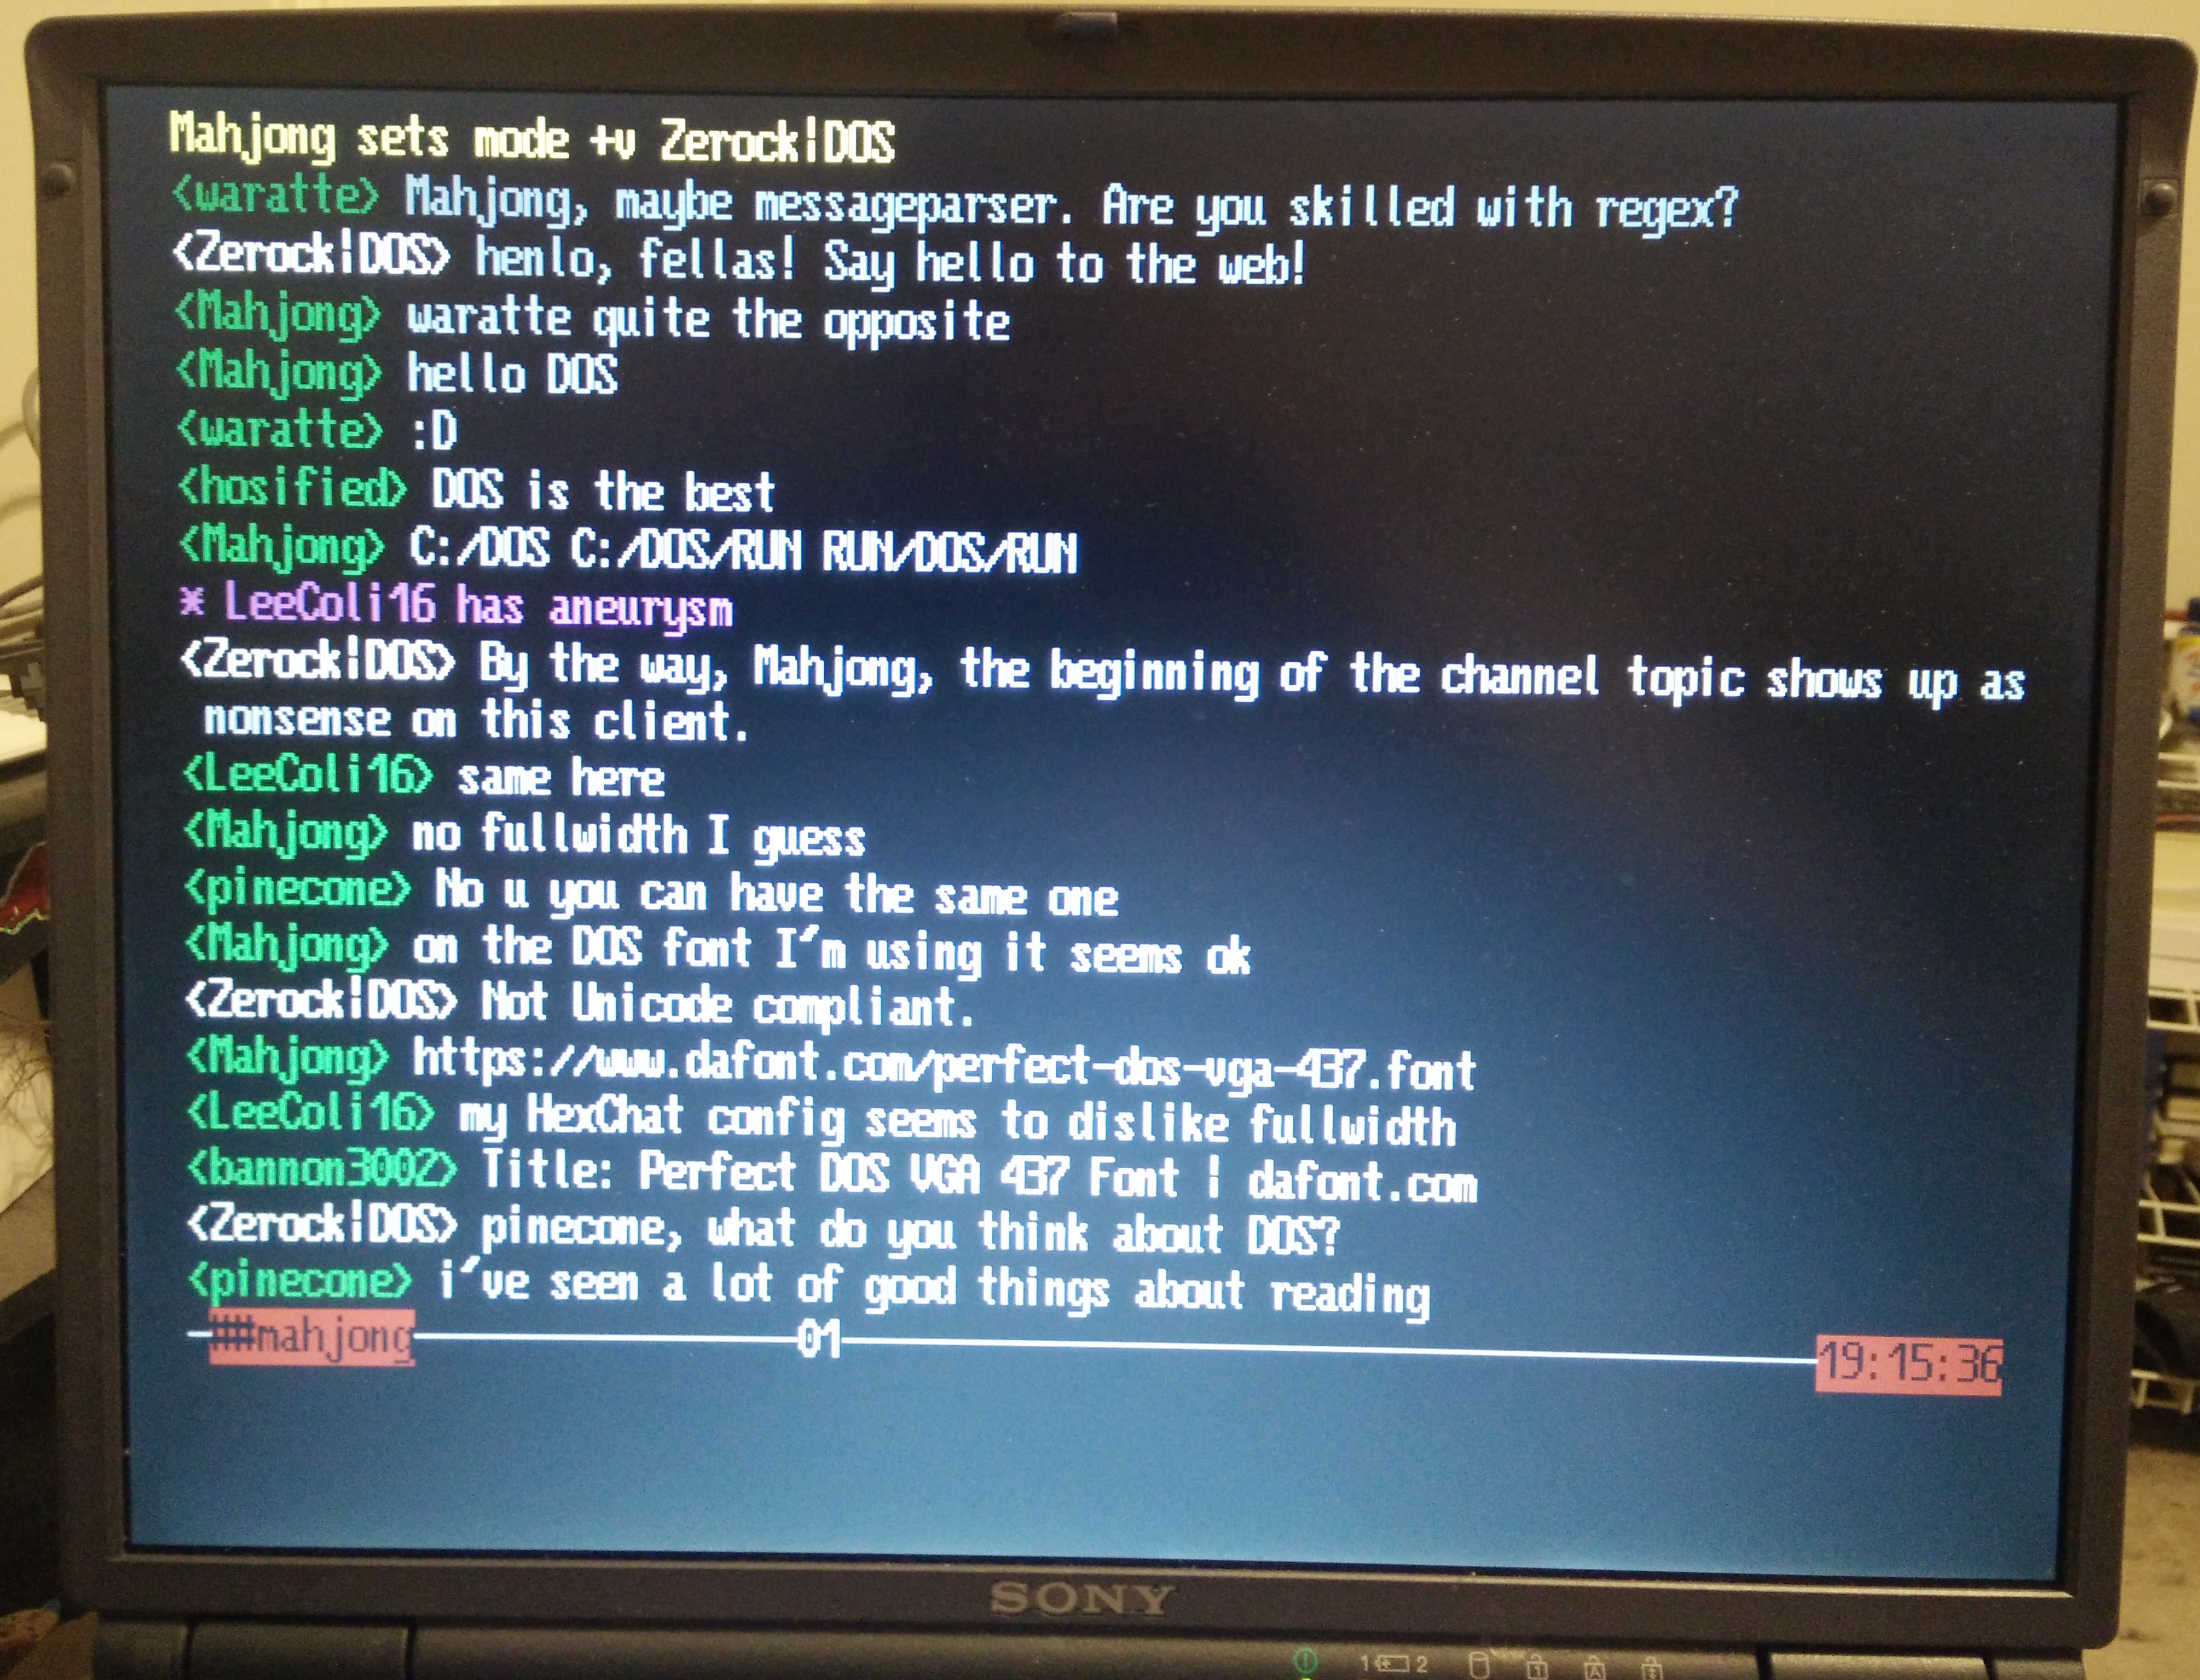 Mahjong sets mode +v Zerock|DOS
<waratte> Mahjong, maybe messageparser. Are you skilled with regex?
<Zerock|DOS> henlo, fellas! Say hello to the web!
<Mahjong> waratte quite the opposite
<Mahjong> hello DOS
<waratte> :D
<hosified> DOS is the best
<Mahjong> C:/DOS C:/DOS/RUN RUN/DOS/RUN
* LeeColi16 has aneurysm
<Zerock|DOS> By the way, Mahjong, the beginning of the channel topic shows up as
nonsense on this client.
<LeeColi16> same here
<Mahjong> no fullwidth I guess
<pinecone> No u you can have the same one
<Mahjong> on the DOS font I'm using it seems ok
<Zerock|DOS> Not Unicode compliant.
<Mahjong> https://www.dafont.com/perfect-dos-vga-437.font
<LeeColi16> my HexChat config seems to dislike fullwidth
<bannon3002> Title: Perfect DOS VGA 437 Font | dafont.com
<Zerock|DOS> pinecone, what do you think about DOS?
<pinecone> i've seen a lot of good things about reading
##mahjong 01 19:15:36
SONY
1 2